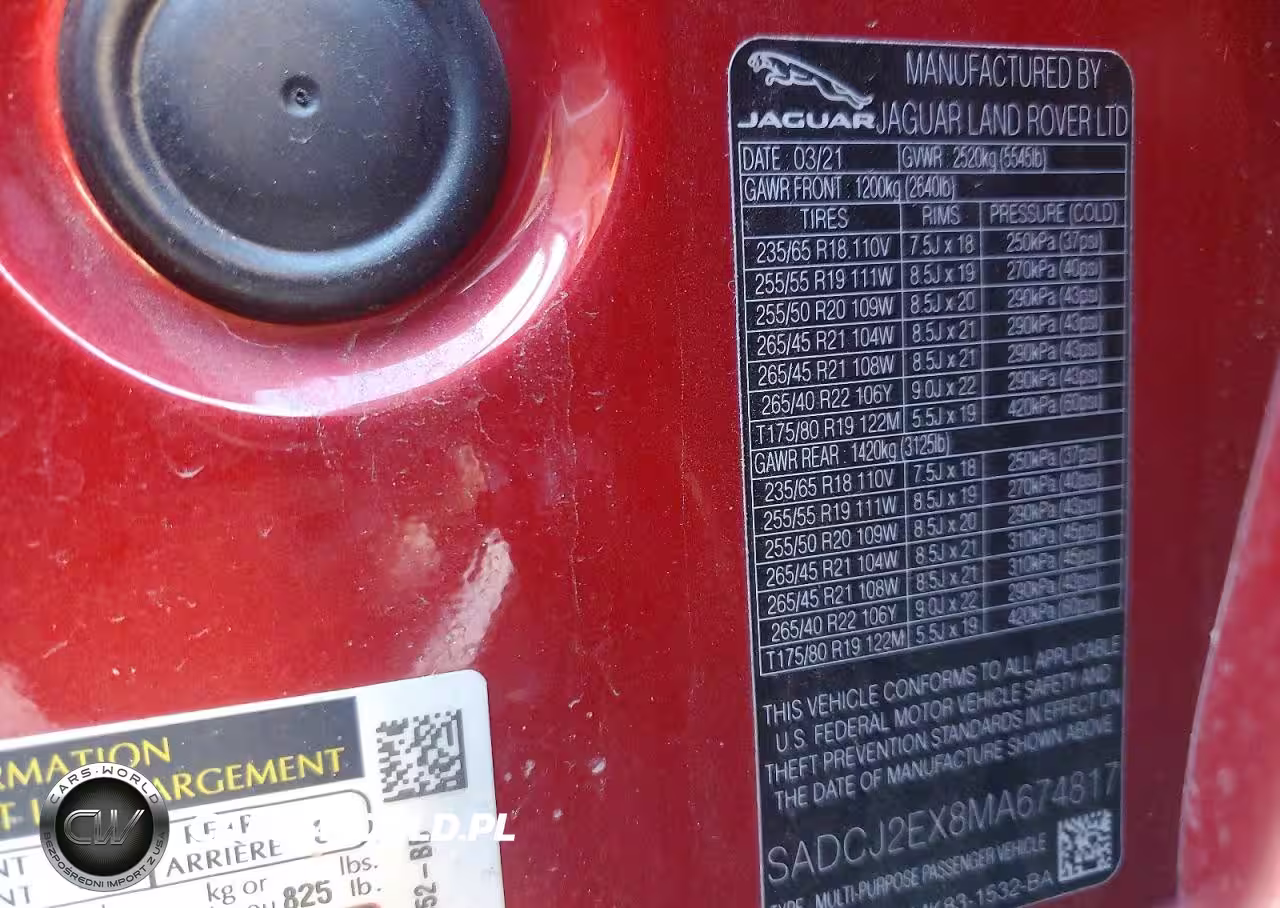 JAGUAR
MANUFACTURED BY
JAGUAR LAND ROVER LTD
DATE : 03/21 GVWR : 2520kg (5545lb)
GAWR FRONT : 1200kg (2640lb)
TIRES RIMS PRESSURE (COLD)
235/65 R18 110V 7.5J x 18 250kPa (37psi)
255/55 R19 111W 8.5J x 19 270kPa (40psi)
255/50 R20 109W 8.5J x 20 290kPa (43psi)
265/45 R21 104W 8.5J x 21 290kPa (43psi)
265/45 R21 108W 8.5J x 21 290kPa (43psi)
265/40 R22 106Y 9.0J x 22 290kPa (43psi)
T175/80 R19 122M 5.5J x 19 420kPa (60psi)
GAWR REAR : 1420kg (3125lb)
235/65 R18 110V 7.5J x 18 250kPa (37psi)
255/55 R19 111W 8.5J x 19 270kPa (40psi)
255/50 R20 109W 8.5J x 20 290kPa (43psi)
265/45 R21 104W 8.5J x 21 310kPa (45psi)
265/45 R21 108W 8.5J x 21 310kPa (45psi)
265/40 R22 106Y 9.0J x 22 290kPa (43psi)
T175/80 R19 122M 5.5J x 19 420kPa (60psi)
THIS VEHICLE CONFORMS TO ALL APPLICABLE
U.S. FEDERAL MOTOR VEHICLE SAFETY AND
THEFT PREVENTION STANDARDS IN EFFECT ON
THE DATE OF MANUFACTURE SHOWN ABOVE
SADCJ2EX8MA674817
TYPE : MULTI-PURPOSE PASSENGER VEHICLE
83-1532-BA
RMATION
ARGEMENT
ARRIÈRE
lbs.
kg or
825 lb.
CARS-WORLD
CW
BEZPOŚREDNI IMPORT Z USA
LD.PL